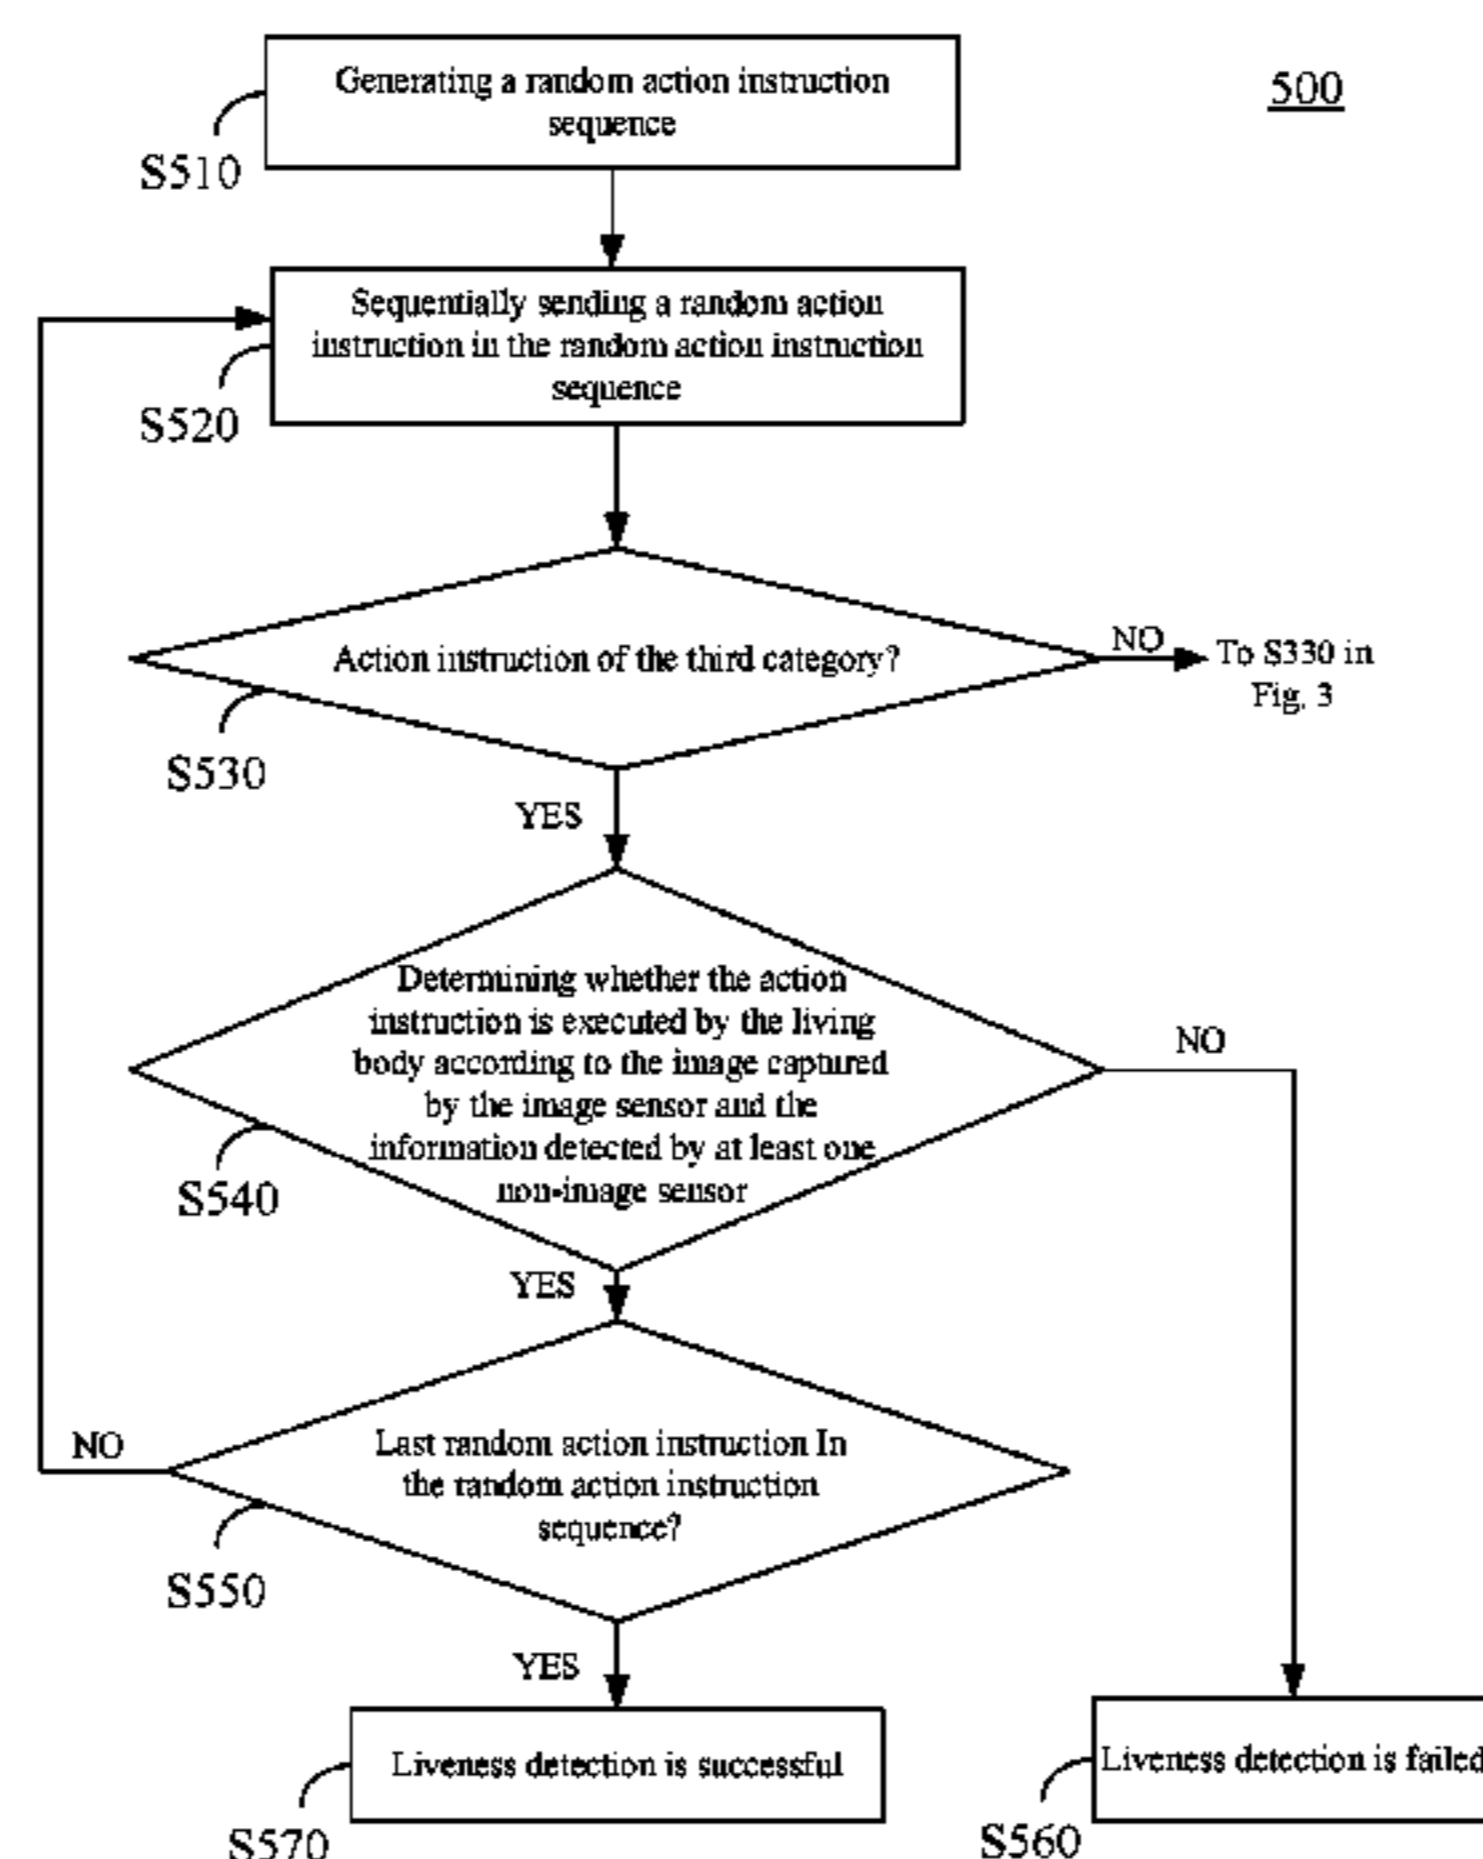 Generating a random action instruction
sequence
500
S510
Sequentially sending a random action
instruction in the random action instruction
sequence
S520
Action instruction of the third category?
NO
To S330 in
Fig. 3
S530
YES
Determining whether the action
instruction is executed by the living
body according to the image captured
by the image sensor and the
information detected by at least one
non-image sensor
NO
S540
YES
Last random action instruction In
the random action instruction
sequence?
NO
S550
YES
Liveness detection is successful
Liveness detection is failed
S570
S560